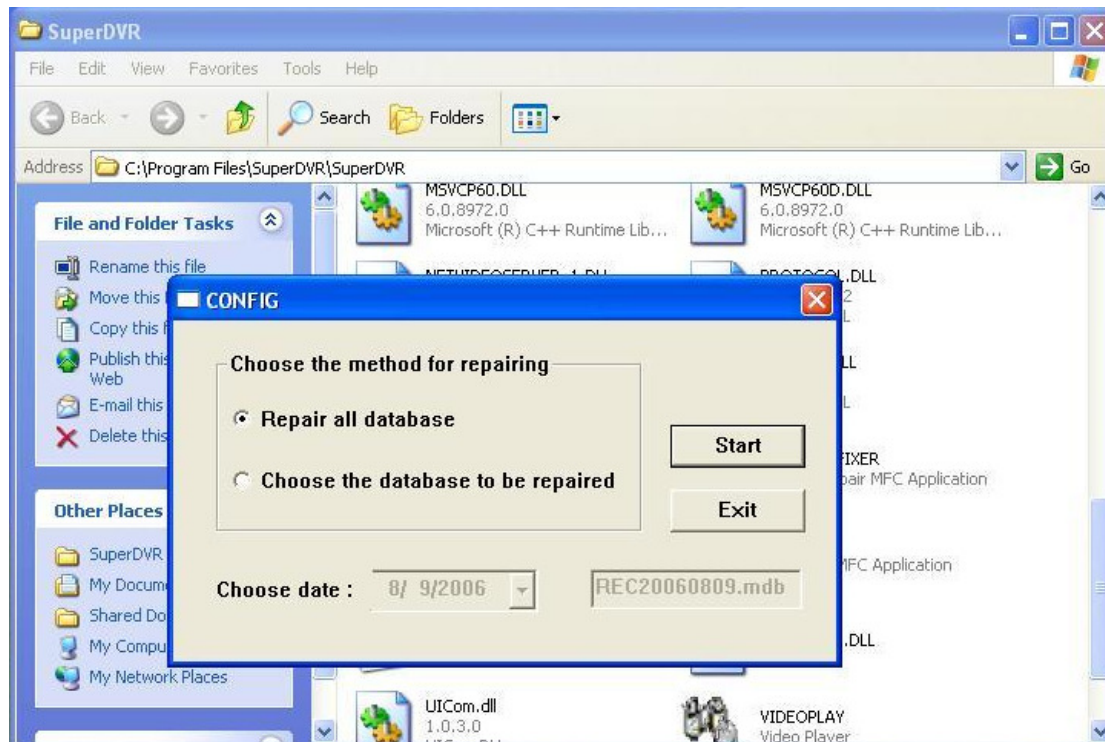 SuperDVR
File Edit View Favorites Tools Help
Back Search Folders
Address C:\Program Files\SuperDVR\SuperDVR Go
MSVCP60.DLL
6.0.8972.0
Microsoft (R) C++ Runtime Lib...
MSVCP60D.DLL
6.0.8972.0
Microsoft (R) C++ Runtime Lib...
File and Folder Tasks
Rename this file
Move this
Copy this f
Publish this
Web
E-mail this
Delete this
Other Places
SuperDVR
My Docum
Shared Do
My Compu
My Network Places
CONFIG
Choose the method for repairing
Repair all database
Choose the database to be repaired
Start
Exit
Choose date :
8/ 9/2006
REC20060809.mdb
.DLL
2
L
LL
L
IXER
pair MFC Application
MFC Application
.DLL
UICom.dll
1.0.3.0
VIDEOPLAY
Video Player